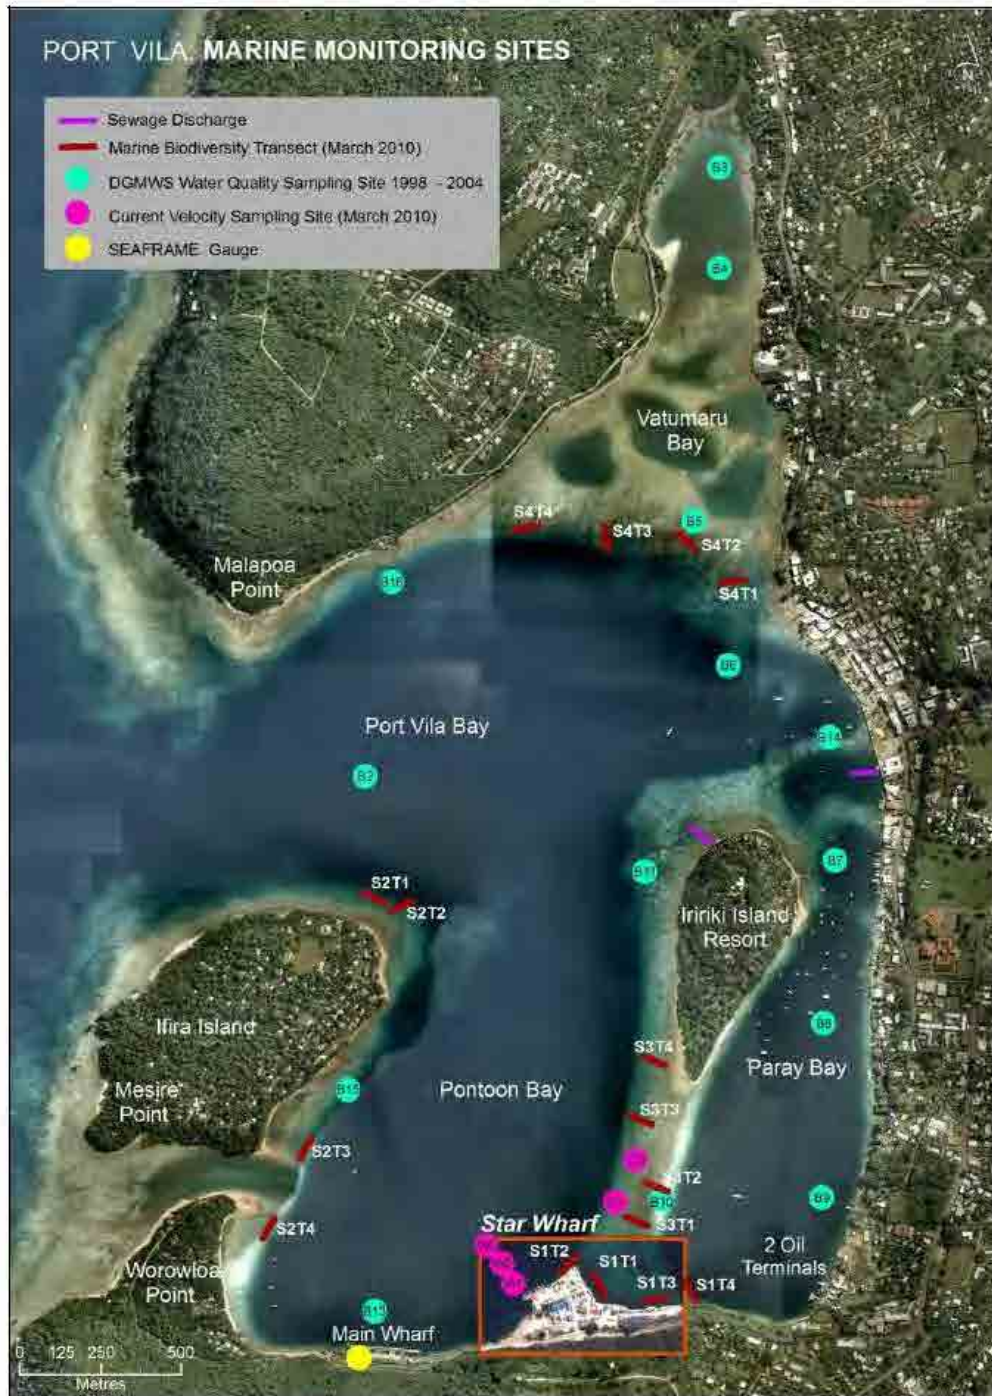 PORT VILA MARINE MONITORING SITES
N
Sewage Discharge
Marine Biodiversity Transect (March 2010)
DGMWS Water Quality Sampling Site 1998 - 2004
Current Velocity Sampling Site (March 2010)
SEAFRAME Gauge
B3
B4
Vatumaru
Bay
S4T4
S4T3
B5
S4T2
Malapoa
Point
B16
S4T1
B6
Port Vila Bay
B14
B2
B7
B11
S2T1
S2T2
Iririki Island
Resort
Ifira Island
B8
S3T4
Paray Bay
Mesire
Point
B15
Pontoon Bay
S3T3
S2T3
B10
B9
S2T4
Star Wharf
S3T1
2 Oil
Terminals
S1T2
S1T1
Worowloa
Point
S1T3
S1T4
B15
Main Wharf
0 125 250 500
Metres